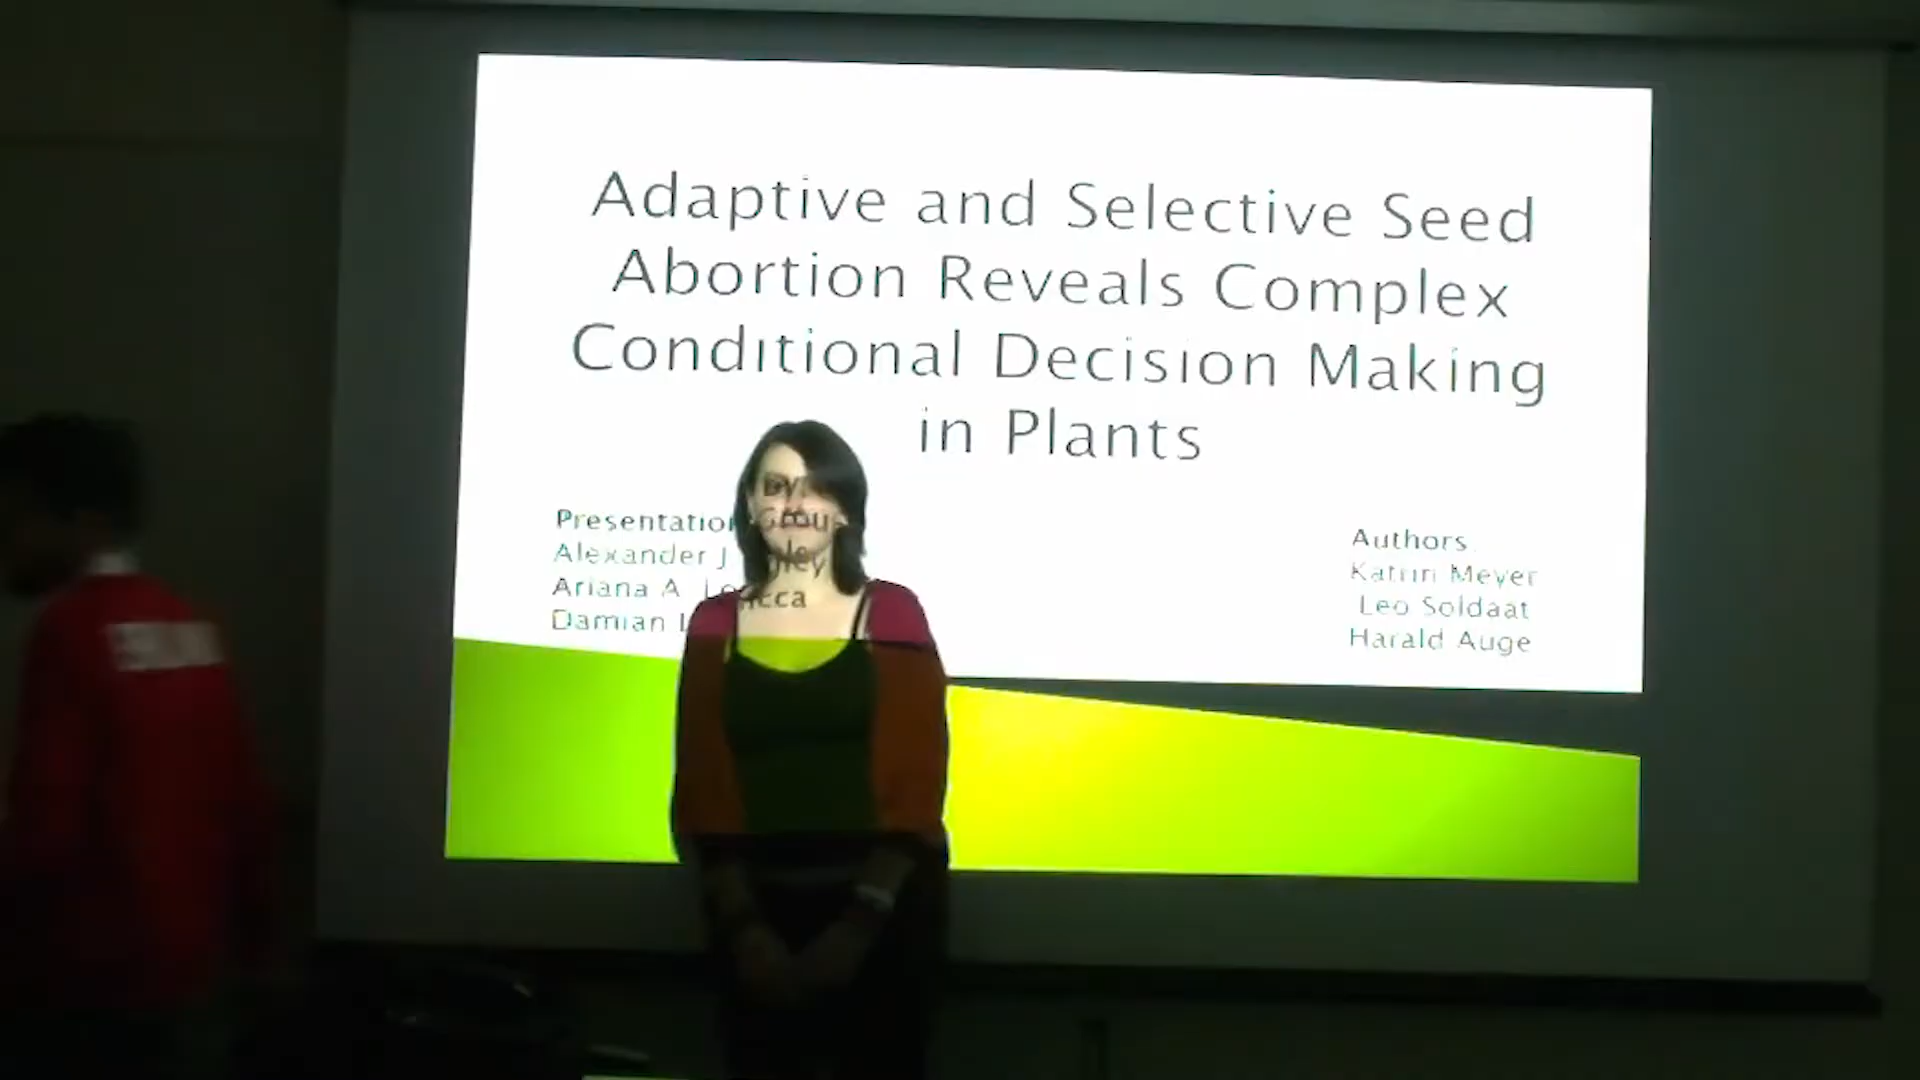 Adaptive and Selective Seed
Abortion Reveals Complex
Conditional Decision Making
in Plants
Presentation
Alexander J.
Ariana A.
Damian
Authors
Katrin Meyer
Leo Soldaat
Harald Auge